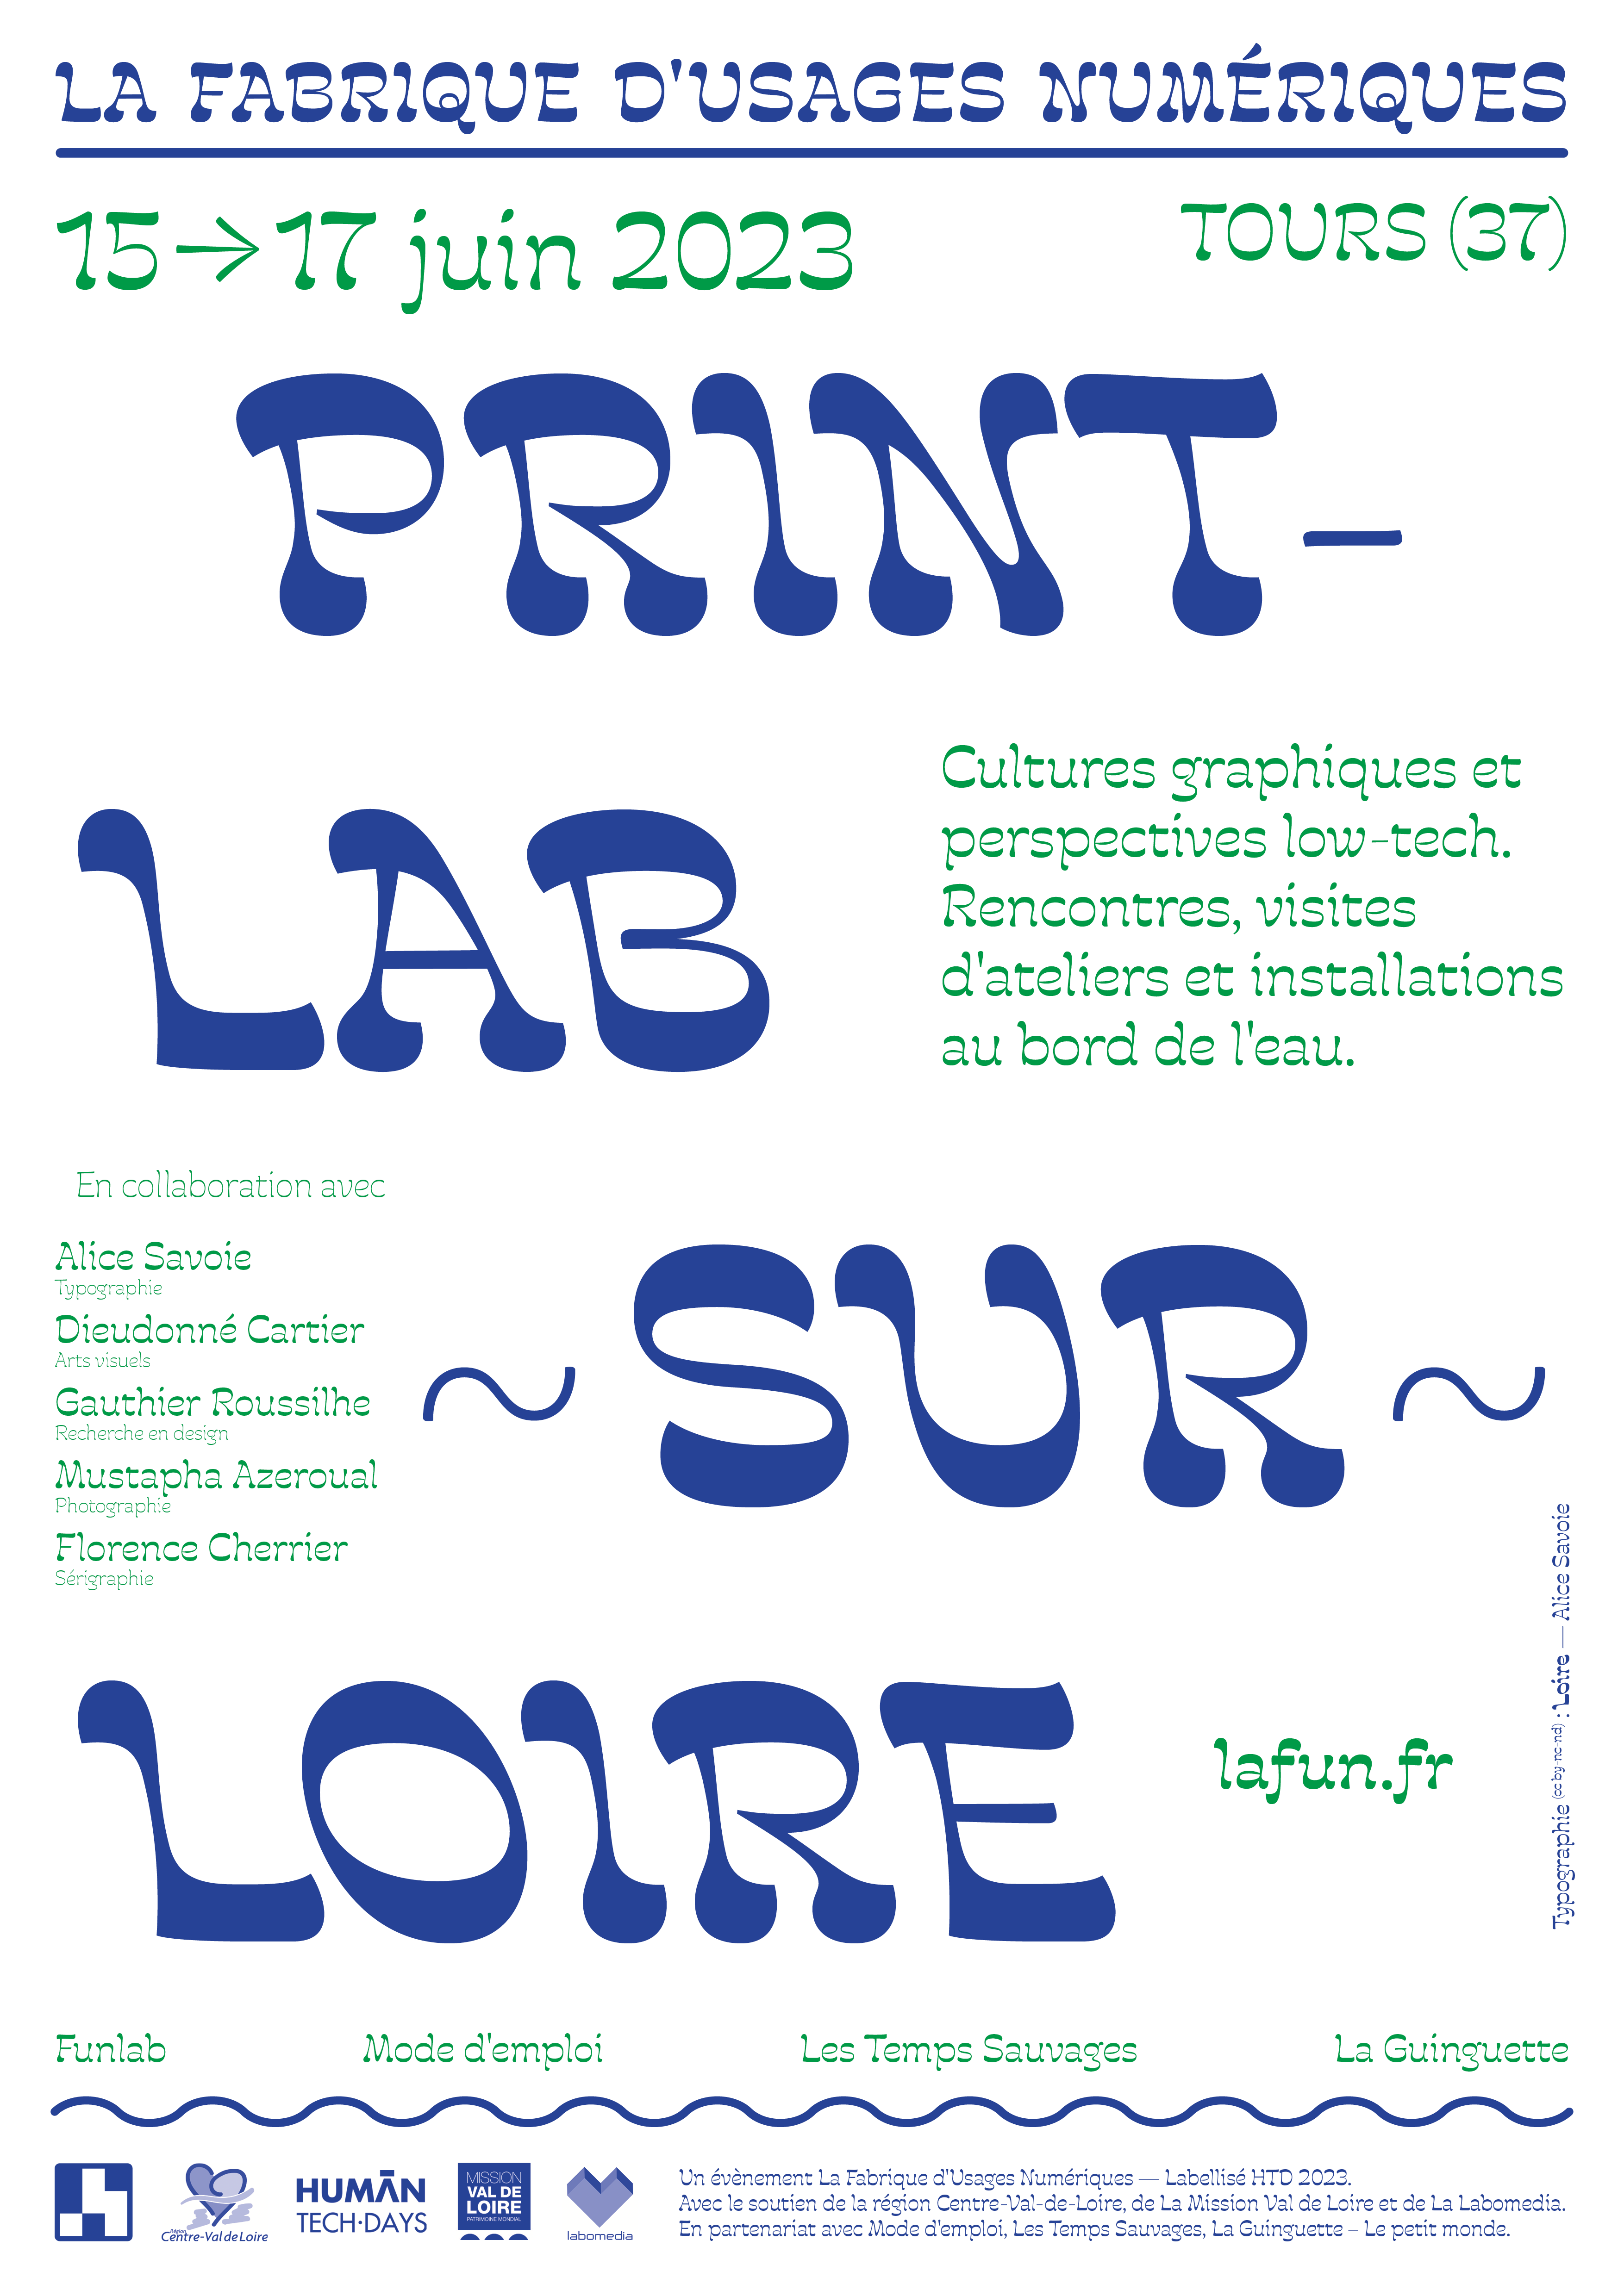 LA FABRIQUE D'USAGES NUMÉRIQUES
15→17 juin 2023
TOURS (37)
PRINT–
LAB
Cultures graphiques et
perspectives low-tech.
Rencontres, visites
d'ateliers et installations
au bord de l'eau.
En collaboration avec
Alice Savoie
Typographie
Dieudonné Cartier
Arts visuels
Gauthier Roussilhe
Recherche en design
Mustapha Azeroual
Photographie
Florence Cherrier
Sérigraphie
~SUR~
LOIRE
lafun.fr
Typographie (cc by-nc-nd) : Loire — Alice Savoie
Funlab
Mode d'emploi
Les Temps Sauvages
La Guinguette
Région
Centre-Val de Loire
HUMĀN
TECH·DAYS
MISSION
VAL DE
LOIRE
PATRIMOINE MONDIAL
labomedia
Un évènement La Fabrique d'Usages Numériques — Labellisé HTD 2023.
Avec le soutien de la région Centre-Val-de-Loire, de La Mission Val de Loire et de La Labomedia.
En partenariat avec Mode d'emploi, Les Temps Sauvages, La Guinguette – Le petit monde.